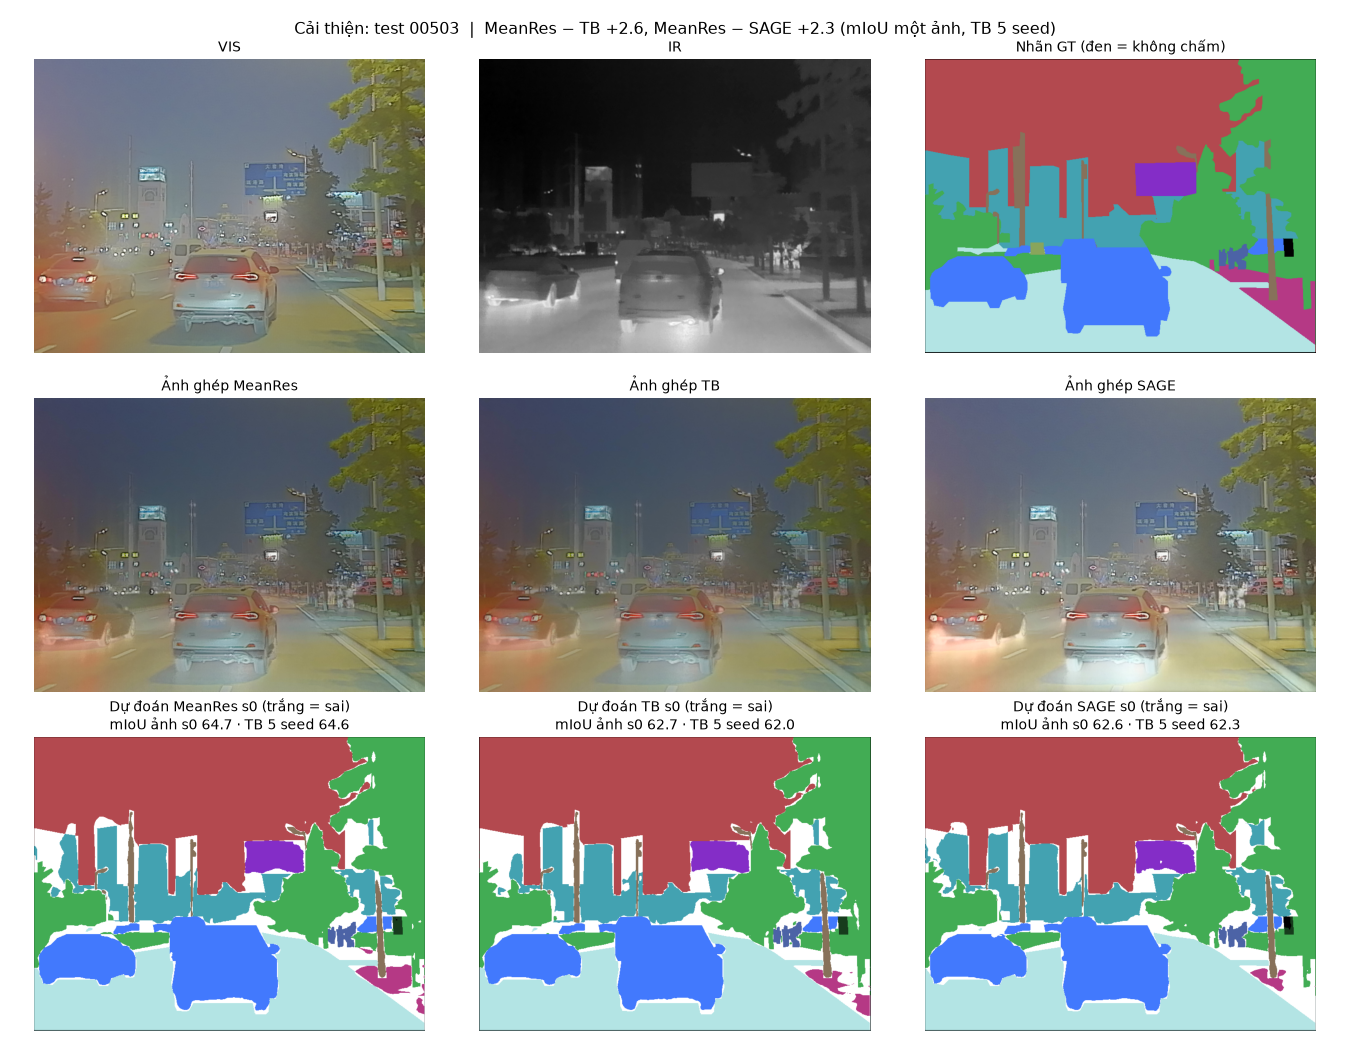 Cải thiện: test 00503 | MeanRes − TB +2.6, MeanRes − SAGE +2.3 (mIoU một ảnh, TB 5 seed)
VIS
IR
Nhãn GT (đen = không chấm)
Ảnh ghép MeanRes
Ảnh ghép TB
Ảnh ghép SAGE
Dự đoán MeanRes s0 (trắng = sai)
mIoU ảnh s0 64.7 · TB 5 seed 64.6
Dự đoán TB s0 (trắng = sai)
mIoU ảnh s0 62.7 · TB 5 seed 62.0
Dự đoán SAGE s0 (trắng = sai)
mIoU ảnh s0 62.6 · TB 5 seed 62.3